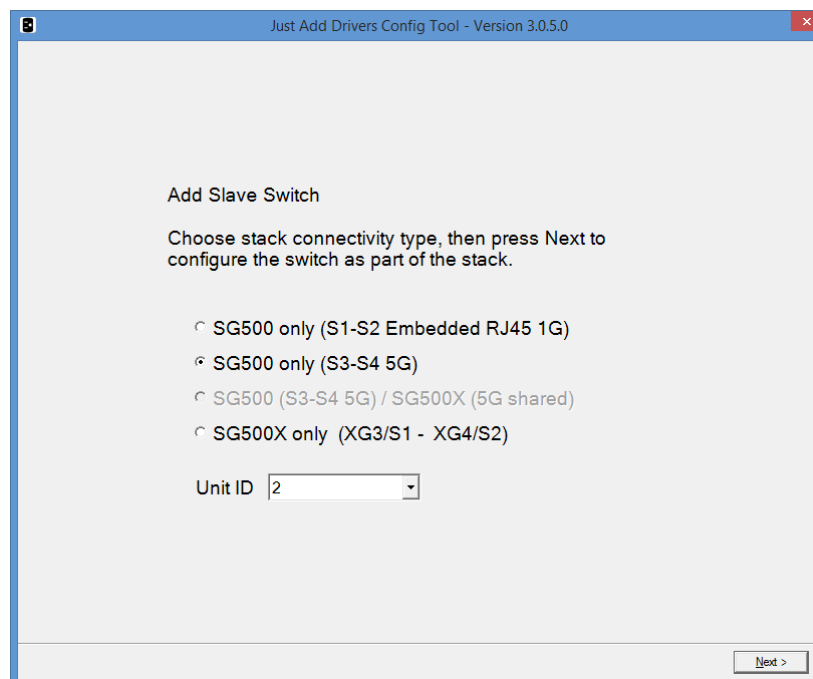 Just Add Drivers Config Tool - Version 3.0.5.0
Add Slave Switch
Choose stack connectivity type, then press Next to
configure the switch as part of the stack.
SG500 only (S1-S2 Embedded RJ45 1G)
SG500 only (S3-S4 5G)
SG500 (S3-S4 5G) / SG500X (5G shared)
SG500X only (XG3/S1 - XG4/S2)
Unit ID 2
Next >